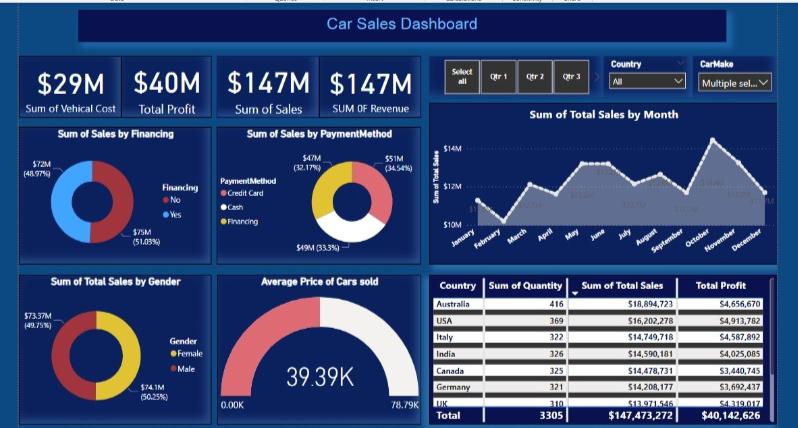 Car Sales Dashboard
$29M
Sum of Vehical Cost
$40M
Total Profit
$147M
Sum of Sales
$147M
SUM 0F Revenue
Select
all
Qtr 1
Qtr 2
Qtr 3
Country
All
CarMake
Multiple sel...
Sum of Sales by Financing
$72M
(48.97%)
$75M
(51.03%)
Financing
No
Yes
Sum of Sales by PaymentMethod
PaymentMethod
Credit Card
Cash
Financing
$47M
(32.17%)
$51M
(34.54%)
$49M (33.3%)
Sum of Total Sales by Month
Sum of Total Sales
$14M
$12M
$10M
January
February
March
April
May
June
July
August
September
October
November
December
Sum of Total Sales by Gender
$73.37M
(49.75%)
$74.1M
(50.25%)
Gender
Female
Male
Average Price of Cars sold
39.39K
0.00K
78.79K
Country Sum of Quantity Sum of Total Sales Total Profit
Australia 416 $18,894,723 $4,656,670
USA 369 $16,202,278 $4,913,782
Italy 322 $14,749,718 $4,587,892
India 326 $14,590,181 $4,025,085
Canada 325 $14,478,731 $3,440,745
Germany 321 $14,208,177 $3,692,437
UK 310 $13,971,546 $4,319,017
Total 3305 $147,473,272 $40,142,626